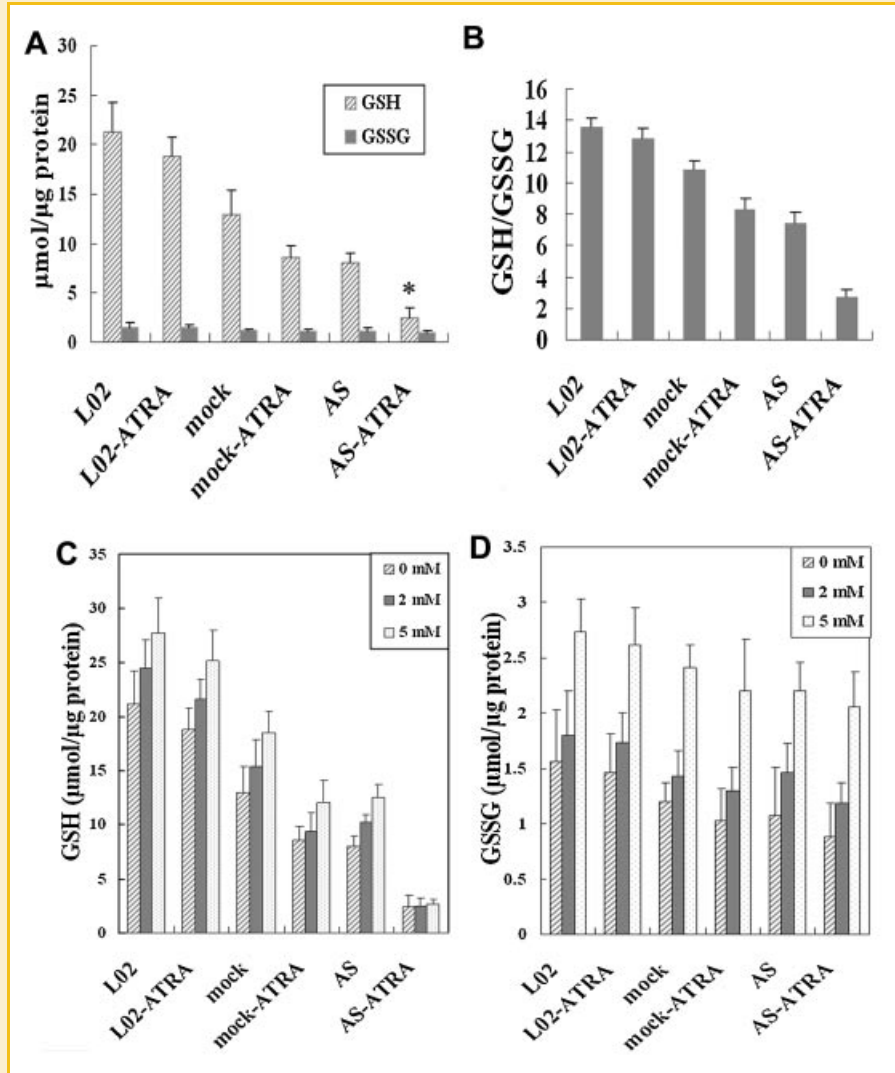 A
30
25
20
15
10
5
0
µmol/µg protein
GSH
GSSG
*
L02
L02-ATRA
mock
mock-ATRA
AS
AS-ATRA
B
16
14
12
10
8
6
4
2
0
GSH/GSSG
L02
L02-ATRA
mock
mock-ATRA
AS
AS-ATRA
C
35
30
25
20
15
10
5
0
GSH (µmol/µg protein)
0 mM
2 mM
5 mM
L02
L02-ATRA
mock
mock-ATRA
AS
AS-ATRA
D
3.5
3
2.5
2
1.5
1
0.5
0
GSSG (µmol/µg protein)
0 mM
2 mM
5 mM
L02
L02-ATRA
mock
mock-ATRA
AS
AS-ATRA